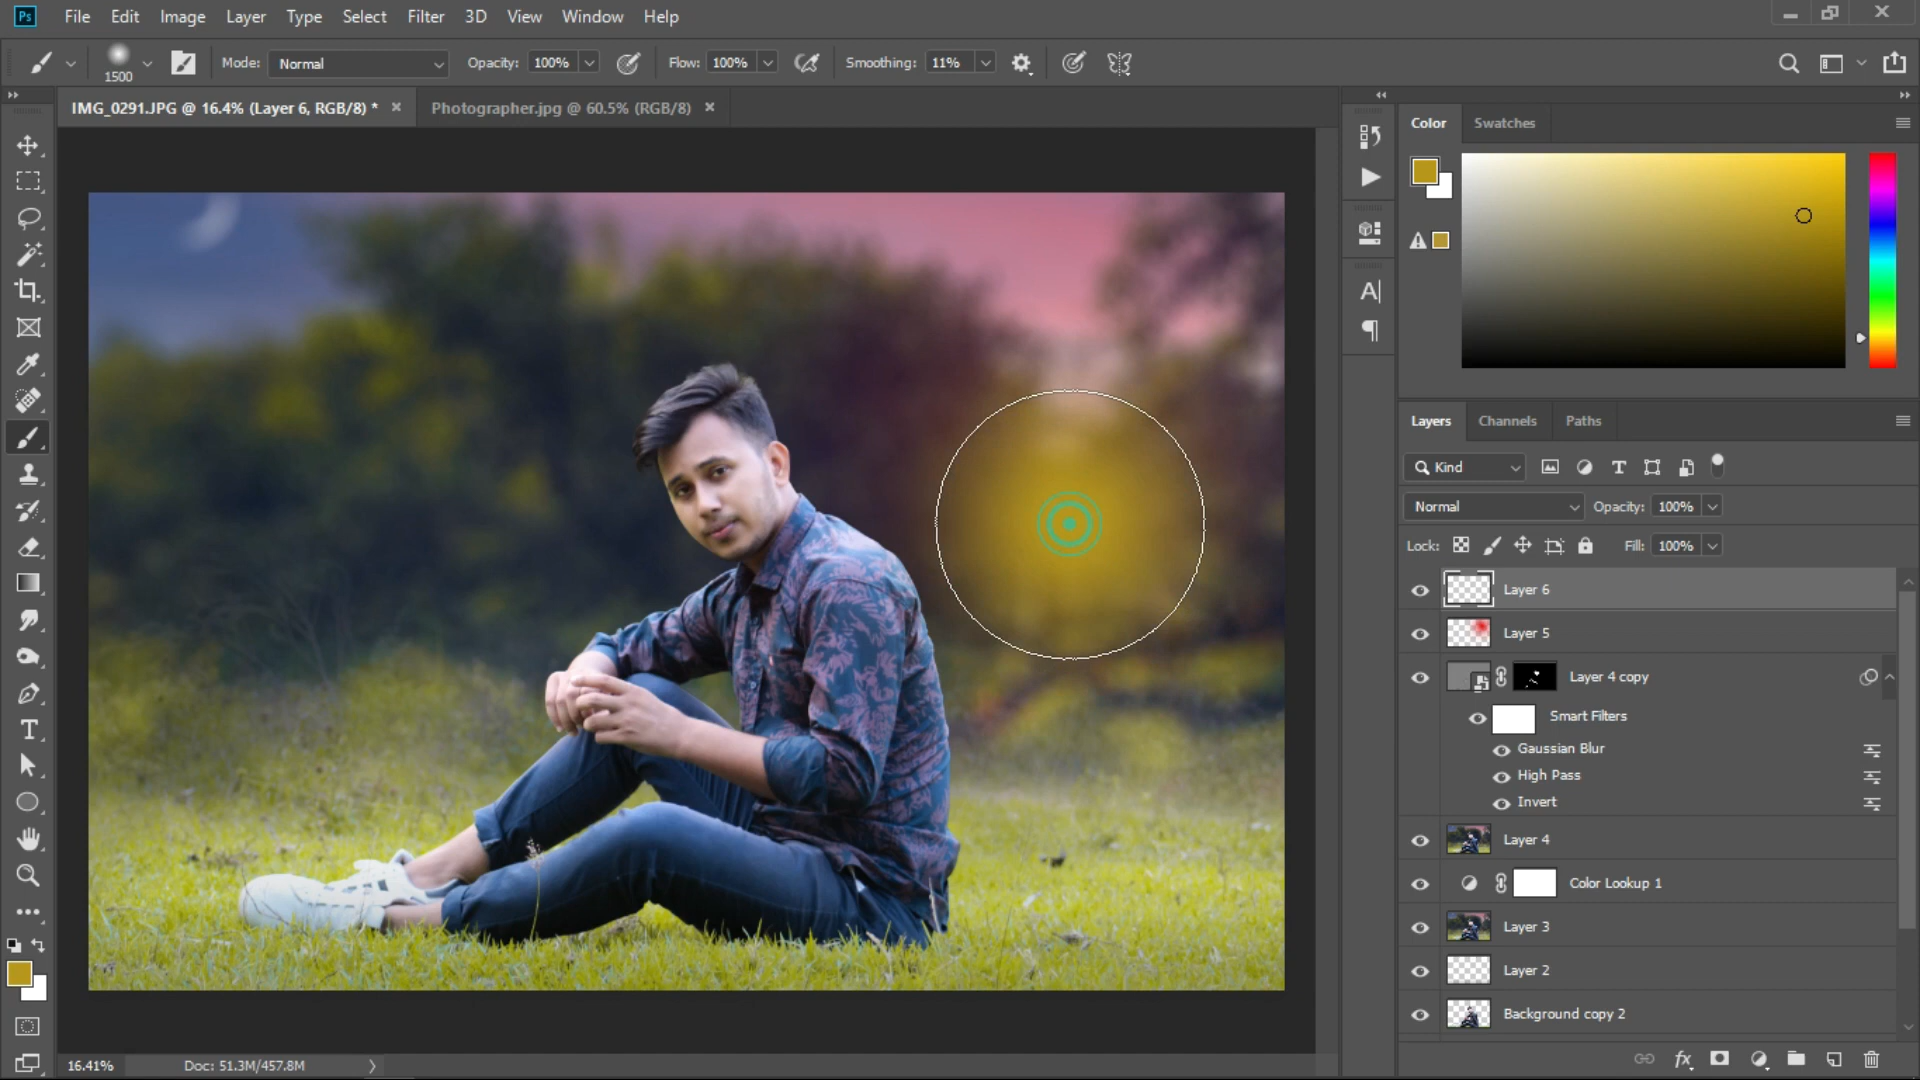 Ps File Edit Image Layer Type Select Filter 3D View Window Help
1500 Mode: Normal Opacity: 100% Flow: 100% Smoothing: 11%
IMG_0291.JPG @ 16.4% (Layer 6, RGB/8) * Photographer.jpg @ 60.5% (RGB/8)
Color Swatches
Layers Channels Paths
Kind
Normal Opacity: 100%
Lock: Fill: 100%
Layer 6
Layer 5
Layer 4 copy
Smart Filters
Gaussian Blur
High Pass
Invert
Layer 4
Color Lookup 1
Layer 3
Layer 2
Background copy 2
16.41% Doc: 51.3M/457.8M